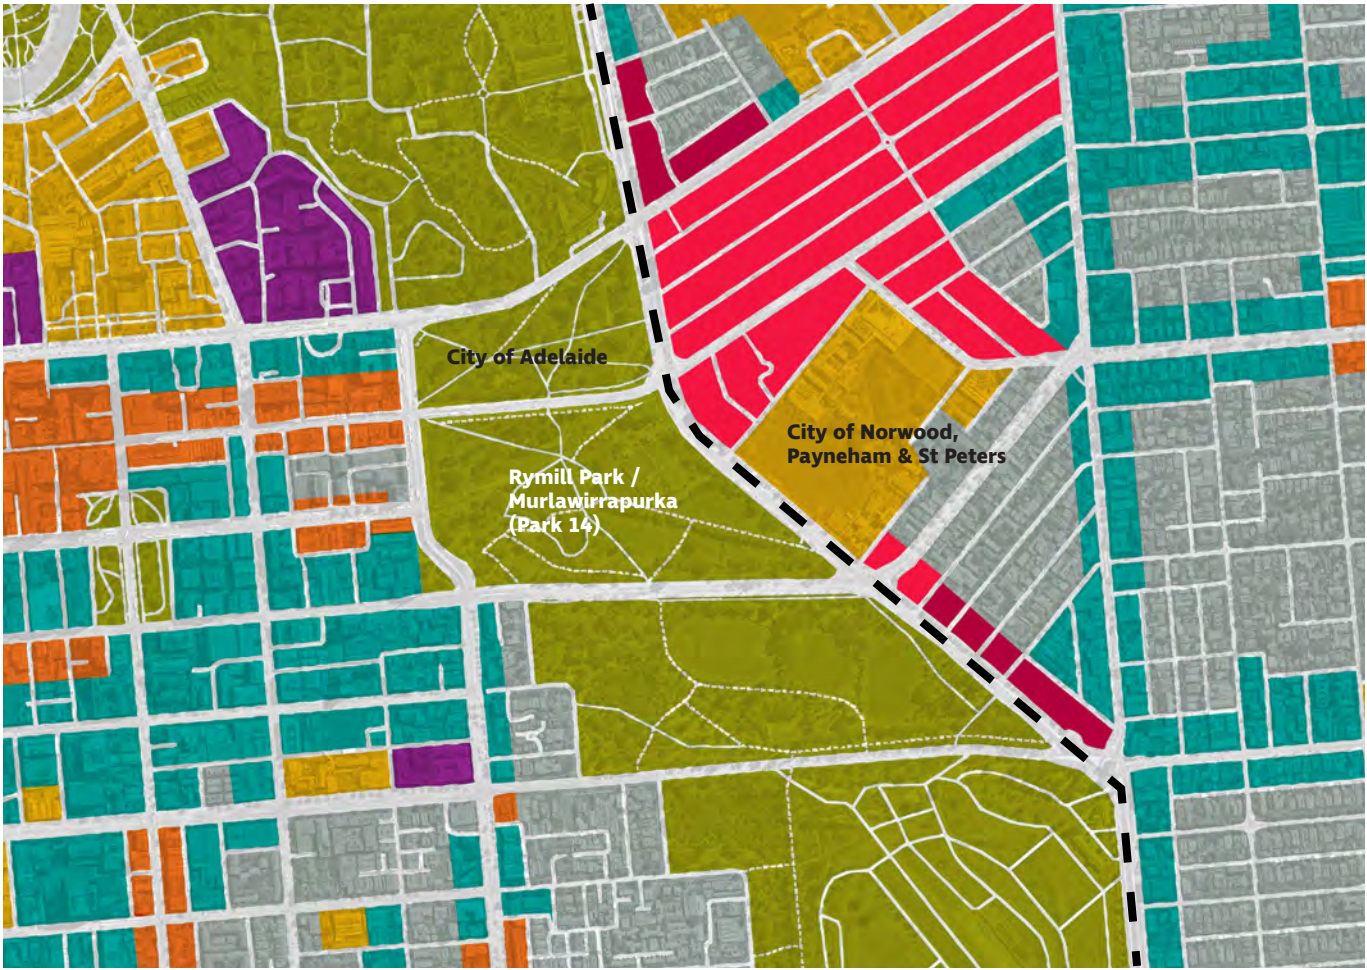 City of Adelaide
City of Norwood,
Payneham & St Peters
Rymill Park /
Murlawirrapurka
(Park 14)